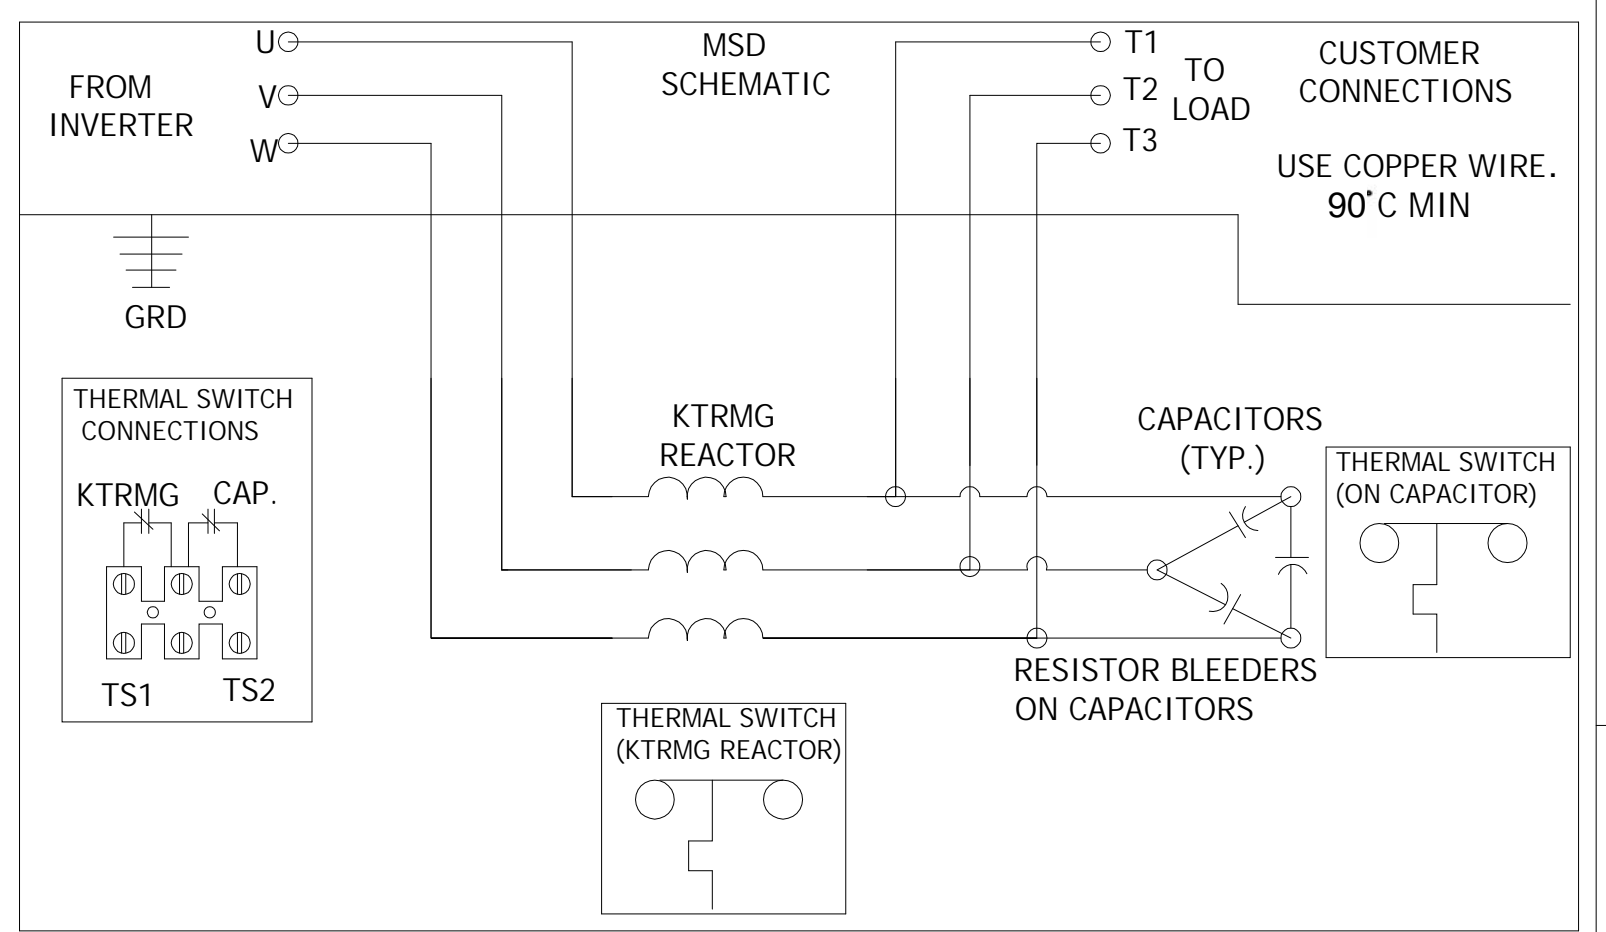 U
V
W
FROM
INVERTER
MSD
SCHEMATIC
T1
T2
T3
TO
LOAD
CUSTOMER
CONNECTIONS
USE COPPER WIRE.
90°C MIN
GRD
THERMAL SWITCH
CONNECTIONS
KTRMG
CAP.
TS1
TS2
KTRMG
REACTOR
CAPACITORS
(TYP.)
THERMAL SWITCH
(ON CAPACITOR)
RESISTOR BLEEDERS
ON CAPACITORS
THERMAL SWITCH
(KTRMG REACTOR)